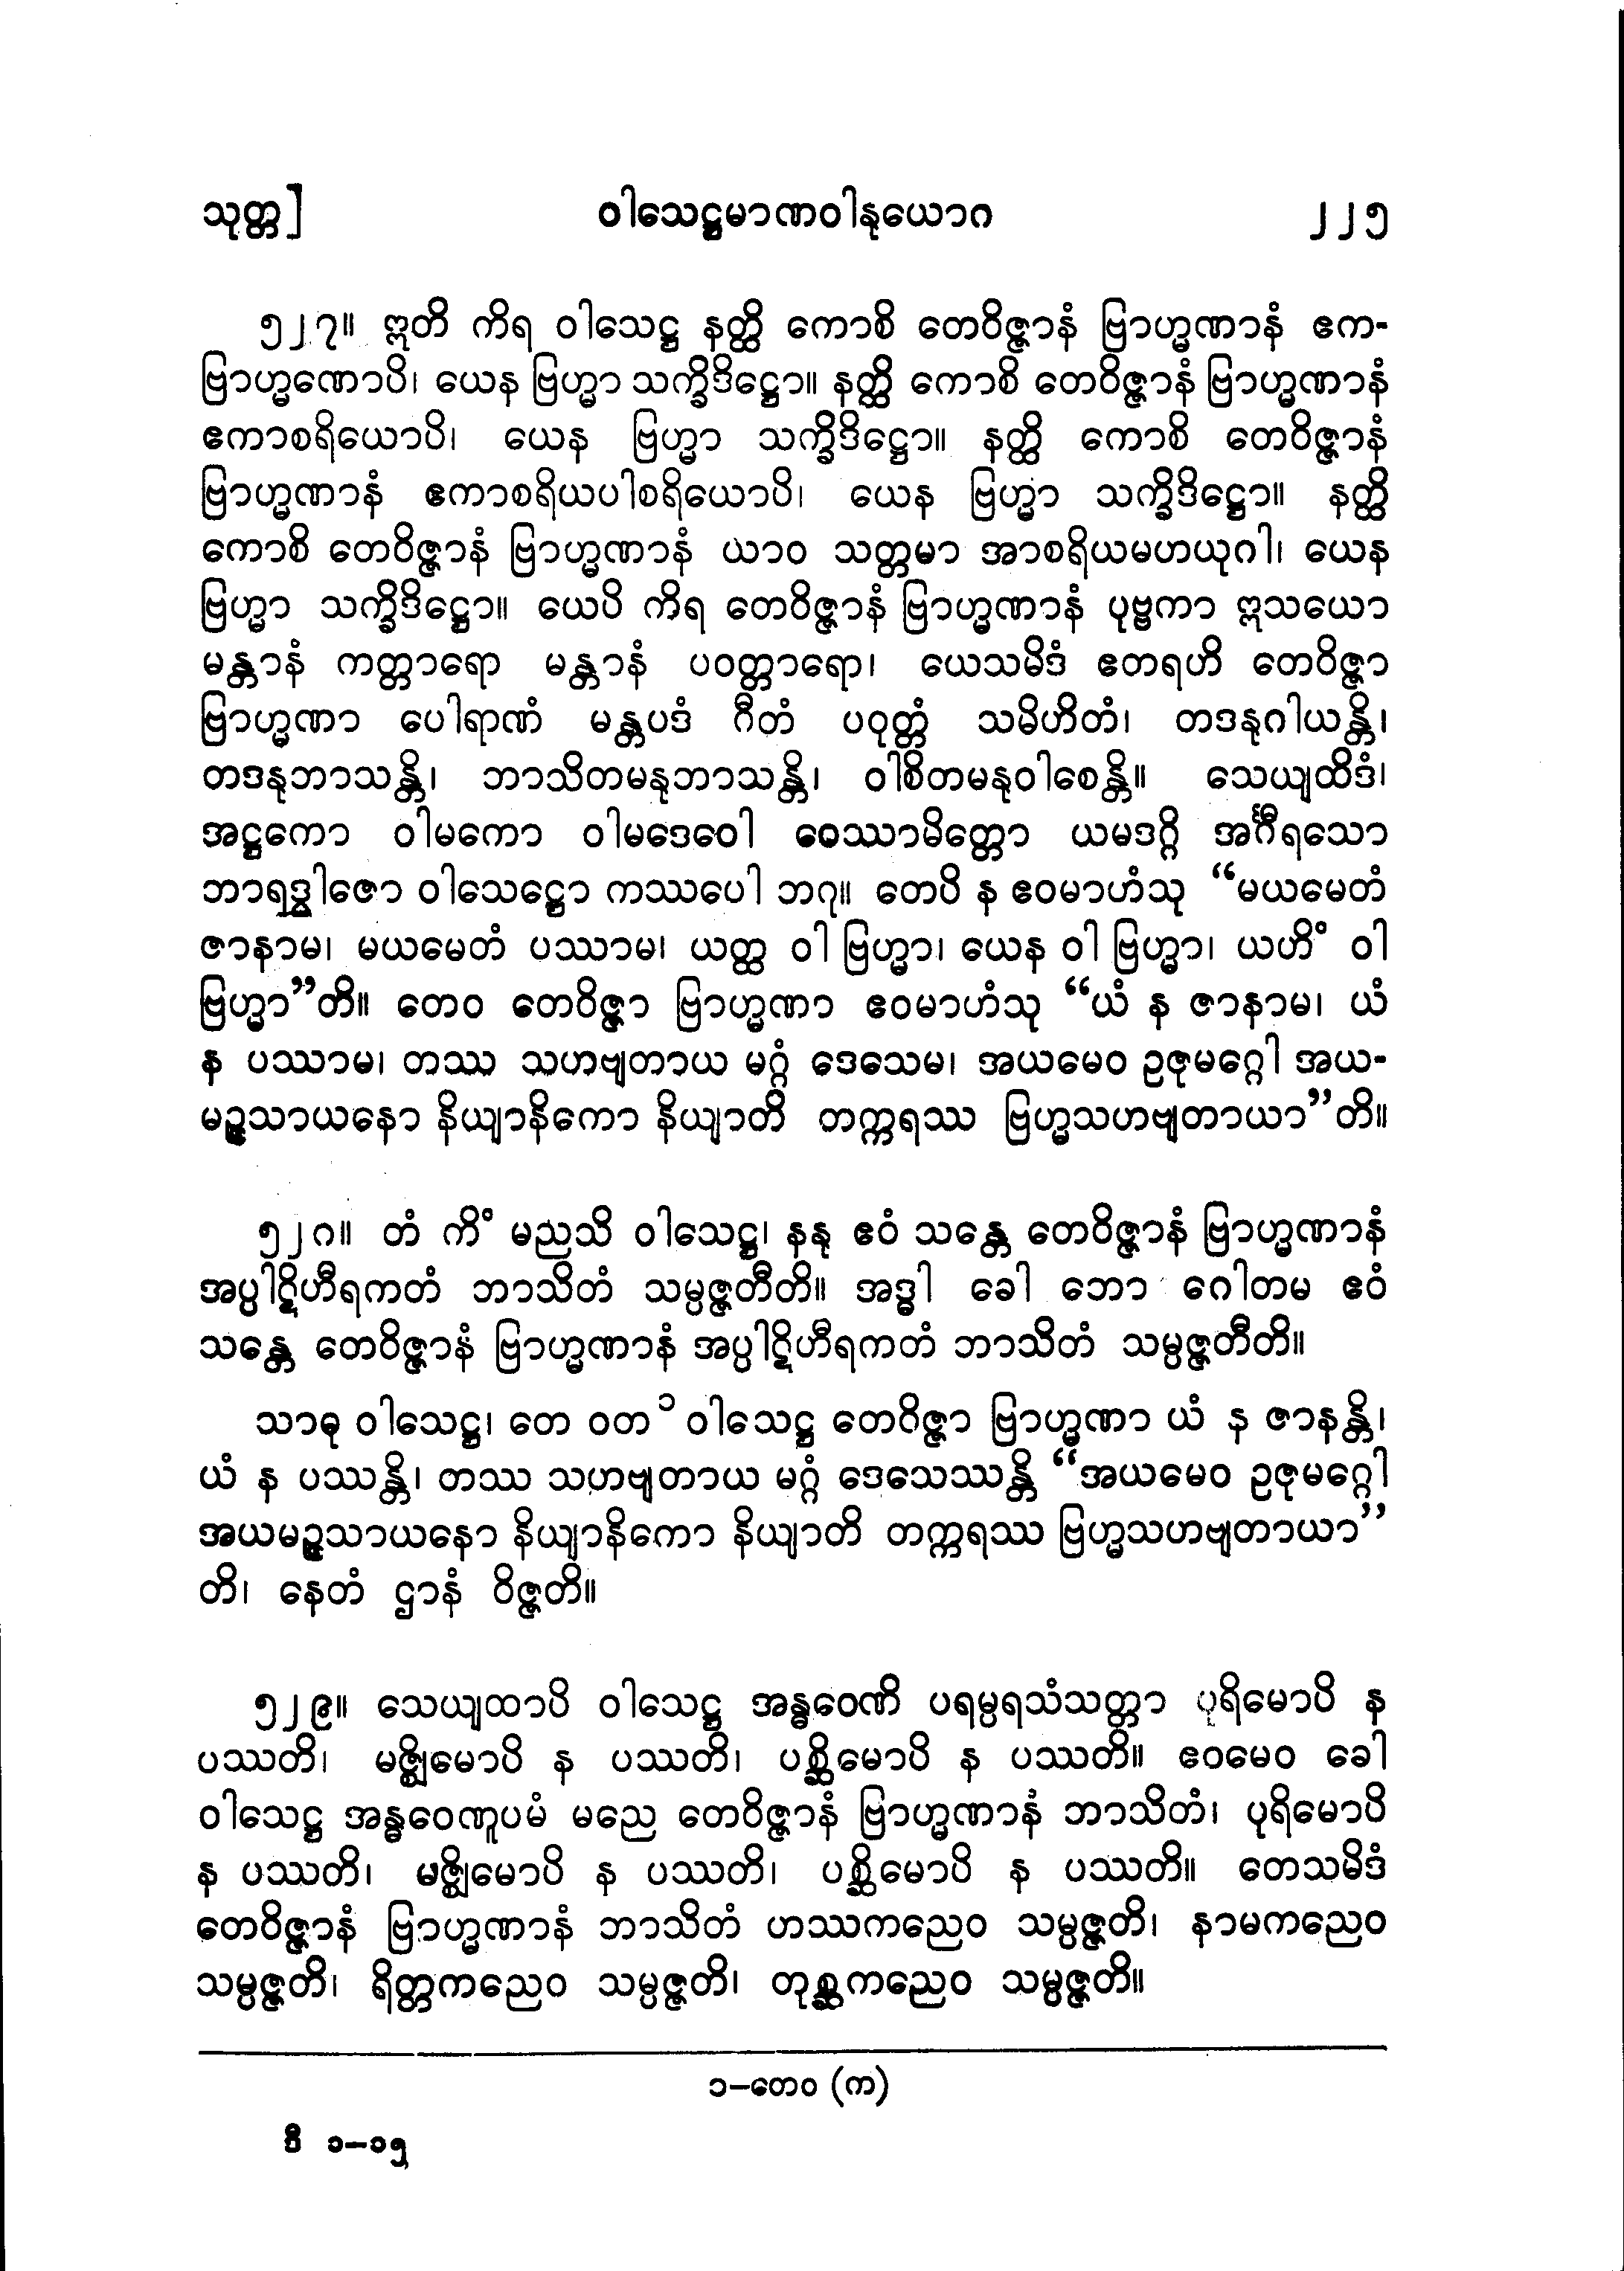 သုတ္တ] ဝါသေဋ္ဌမာဏဝါနုယောဂ ၂၂၅
၅၂၇။ ဣတိ ကိရ ဝါသေဋ္ဌ နတ္ထိ ကောစိ တေဝိဇ္ဇာနံ ဗြာဟ္မဏာနံ ဧက-
ဗြာဟ္မဏောပိ၊ ယေန ဗြဟ္မာ သက္ခိဒိဋ္ဌော။ နတ္ထိ ကောစိ တေဝိဇ္ဇာနံ ဗြာဟ္မဏာနံ
ဧကာစရိယောပိ၊ ယေန ဗြဟ္မာ သက္ခိဒိဋ္ဌော။ နတ္ထိ ကောစိ တေဝိဇ္ဇာနံ
ဗြာဟ္မဏာနံ ဧကာစရိယပါစရိယောပိ၊ ယေန ဗြဟ္မာ သက္ခိဒိဋ္ဌော။ နတ္ထိ
ကောစိ တေဝိဇ္ဇာနံ ဗြာဟ္မဏာနံ ယာဝ သတ္တမာ အာစရိယမဟယုဂါ၊ ယေန
ဗြဟ္မာ သက္ခိဒိဋ္ဌော။ ယေပိ ကိရ တေဝိဇ္ဇာနံ ဗြာဟ္မဏာနံ ပုဗ္ဗကာ ဣသယော
မန္တာနံ ကတ္တာရော မန္တာနံ ပဝတ္တာရော၊ ယေသမိဒံ ဧတရဟိ တေဝိဇ္ဇာ
ဗြာဟ္မဏာ ပေါရာဏံ မန္တပဒံ ဂီတံ ပဝုတ္တံ သမိဟိတံ၊ တဒနုဂါယန္တိ၊
တဒနုဘာသန္တိ၊ ဘာသိတမနုဘာသန္တိ၊ ဝါစိတမနုဝါစေန္တိ။ သေယျထိဒံ၊
အဋ္ဌကော ဝါမကော ဝါမဒေဝေါ ဝေဿာမိတ္တော ယမဒဂ္ဂိ အင်္ဂီရသော
ဘာရဒ္ဓါဇော ဝါသေဋ္ဌော ကဿပေါ ဘဂု။ တေပိ န ဧဝမာဟံသု “မယမေတံ
ဇာနာမ၊ မယမေတံ ပဿာမ၊ ယတ္ထ ဝါ ဗြဟ္မာ၊ ယေန ဝါ ဗြဟ္မာ၊ ယဟိံ ဝါ
ဗြဟ္မာ”တိ။ တေဝ တေဝိဇ္ဇာ ဗြာဟ္မဏာ ဧဝမာဟံသု “ယံ န ဇာနာမ၊ ယံ
န ပဿာမ၊ တဿ သဟဗျတာယ မဂ္ဂံ ဒေသေမ၊ အယမေဝ ဥဇုမဂ္ဂေါ အယ-
မဉ္ဇသာယနော နိယျာနိကော နိယျာတိ တက္ကရဿ ဗြဟ္မသဟဗျတာယာ”တိ။
၅၂၈။ တံ ကိံ မညသိ ဝါသေဋ္ဌ၊ နနု ဧဝံ သန္တေ တေဝိဇ္ဇာနံ ဗြာဟ္မဏာနံ
အပ္ပါဋိဟီရကတံ ဘာသိတံ သမ္ပဇ္ဇတီတိ။ အဒ္ဓါ ခေါ ဘော ဂေါတမ ဧဝံ
သန္တေ တေဝိဇ္ဇာနံ ဗြာဟ္မဏာနံ အပ္ပါဋိဟီရကတံ ဘာသိတံ သမ္ပဇ္ဇတီတိ။
သာဓု ဝါသေဋ္ဌ၊ တေ ဝတ ၁ ဝါသေဋ္ဌ တေဝိဇ္ဇာ ဗြာဟ္မဏာ ယံ န ဇာနန္တိ၊
ယံ န ပဿန္တိ၊ တဿ သဟဗျတာယ မဂ္ဂံ ဒေသေဿန္တိ “အယမေဝ ဥဇုမဂ္ဂေါ
အယမဉ္ဇသာယနော နိယျာနိကော နိယျာတိ တက္ကရဿ ဗြဟ္မသဟဗျတာယာ”
တိ၊ နေတံ ဌာနံ ဝိဇ္ဇတိ။
၅၂၉။ သေယျထာပိ ဝါသေဋ္ဌ အန္ဓဝေဏိ ပရမ္ပရသံသတ္တာ ပုရိမောပိ န
ပဿတိ၊ မဇ္ဈိမောပိ န ပဿတိ၊ ပစ္ဆိမောပိ န ပဿတိ။ ဧဝမေဝ ခေါ
ဝါသေဋ္ဌ အန္ဓဝေဏူပမံ မညေ တေဝိဇ္ဇာနံ ဗြာဟ္မဏာနံ ဘာသိတံ၊ ပုရိမောပိ
န ပဿတိ၊ မဇ္ဈိမောပိ န ပဿတိ၊ ပစ္ဆိမောပိ န ပဿတိ။ တေသမိဒံ
တေဝိဇ္ဇာနံ ဗြာဟ္မဏာနံ ဘာသိတံ ဟဿကညေဝ သမ္ပဇ္ဇတိ၊ နာမကညေဝ
သမ္ပဇ္ဇတိ၊ ရိတ္တကညေဝ သမ္ပဇ္ဇတိ၊ တုစ္ဆကညေဝ သမ္ပဇ္ဇတိ။
၁–တေဝ (က)
ဒီ ၁–၁၅